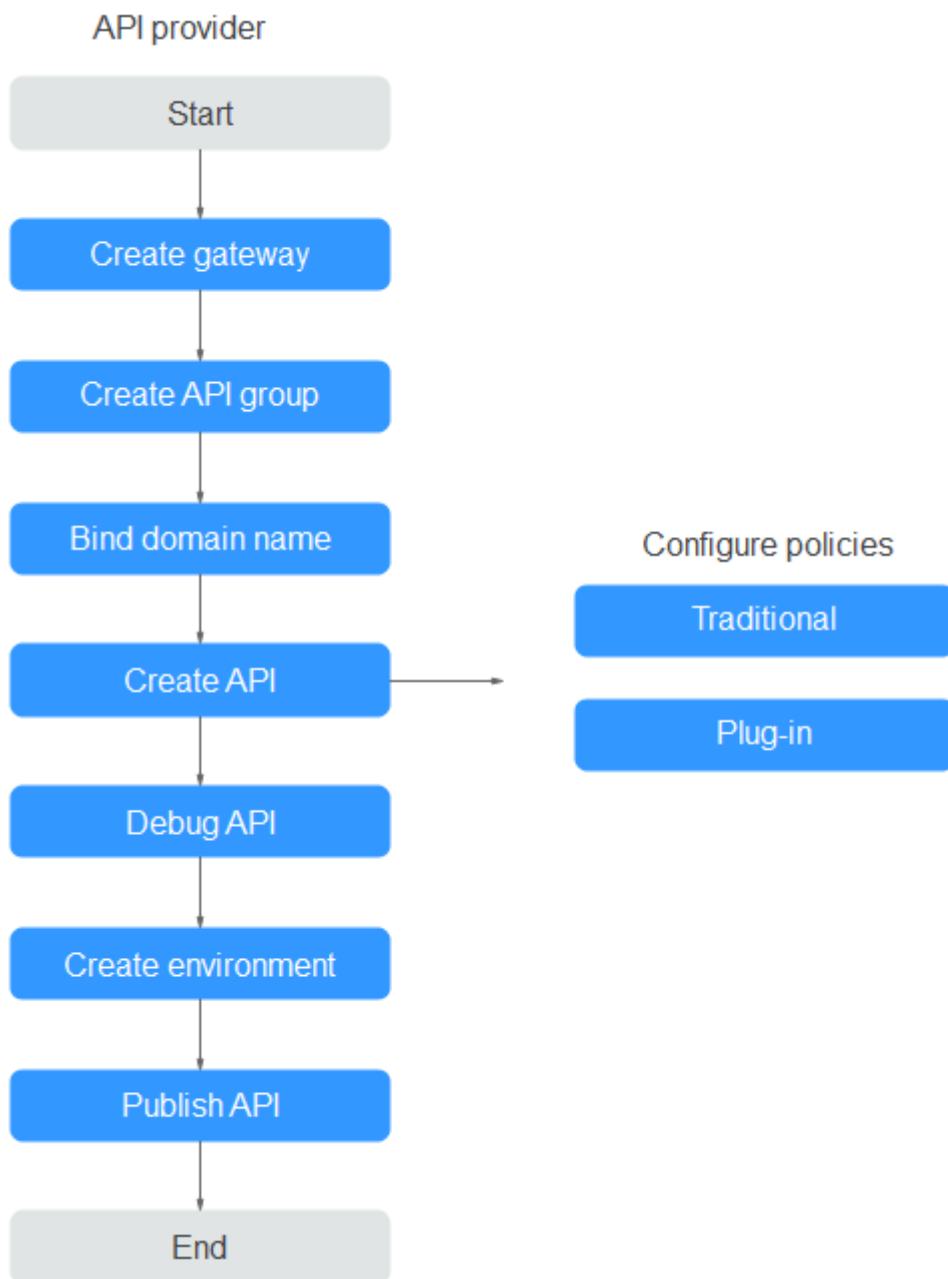 API provider
Start
Create gateway
Create API group
Bind domain name
Create API
Debug API
Create environment
Publish API
End
Configure policies
Traditional
Plug-in